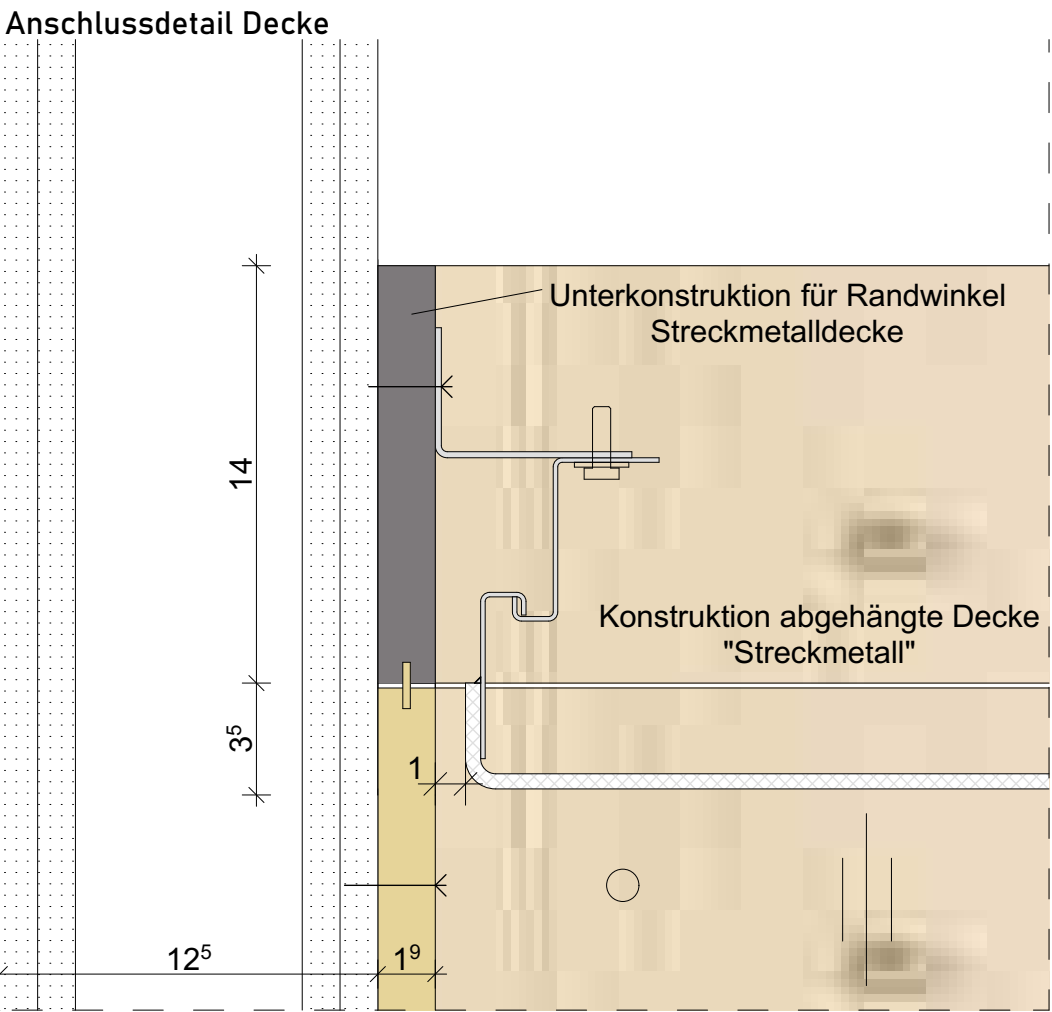 Anschlussdetail Decke
Unterkonstruktion für Randwinkel
Streckmetalldecke
14
Konstruktion abgehängte Decke
"Streckmetall"
3⁵
1
12⁵
1⁹